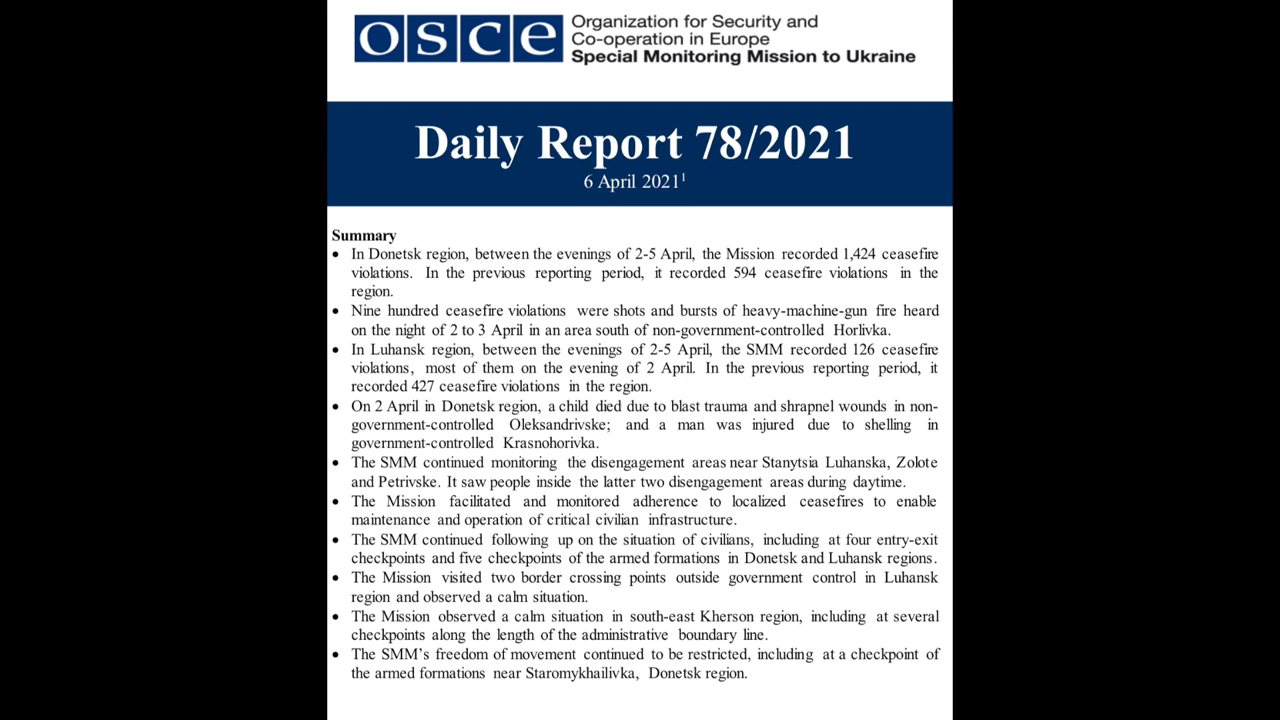 osce
Organization for Security and
Co-operation in Europe
Special Monitoring Mission to Ukraine
Daily Report 78/2021
6 April 2021¹
Summary
• In Donetsk region, between the evenings of 2-5 April, the Mission recorded 1,424 ceasefire
violations. In the previous reporting period, it recorded 594 ceasefire violations in the
region.
• Nine hundred ceasefire violations were shots and bursts of heavy-machine-gun fire heard
on the night of 2 to 3 April in an area south of non-government-controlled Horlivka.
• In Luhansk region, between the evenings of 2-5 April, the SMM recorded 126 ceasefire
violations, most of them on the evening of 2 April. In the previous reporting period, it
recorded 427 ceasefire violations in the region.
• On 2 April in Donetsk region, a child died due to blast trauma and shrapnel wounds in non-
government-controlled Oleksandrivske; and a man was injured due to shelling in
government-controlled Krasnohorivka.
• The SMM continued monitoring the disengagement areas near Stanytsia Luhanska, Zolote
and Petrivske. It saw people inside the latter two disengagement areas during daytime.
• The Mission facilitated and monitored adherence to localized ceasefires to enable
maintenance and operation of critical civilian infrastructure.
• The SMM continued following up on the situation of civilians, including at four entry-exit
checkpoints and five checkpoints of the armed formations in Donetsk and Luhansk regions.
• The Mission visited two border crossing points outside government control in Luhansk
region and observed a calm situation.
• The Mission observed a calm situation in south-east Kherson region, including at several
checkpoints along the length of the administrative boundary line.
• The SMM's freedom of movement continued to be restricted, including at a checkpoint of
the armed formations near Staromykhailivka, Donetsk region.